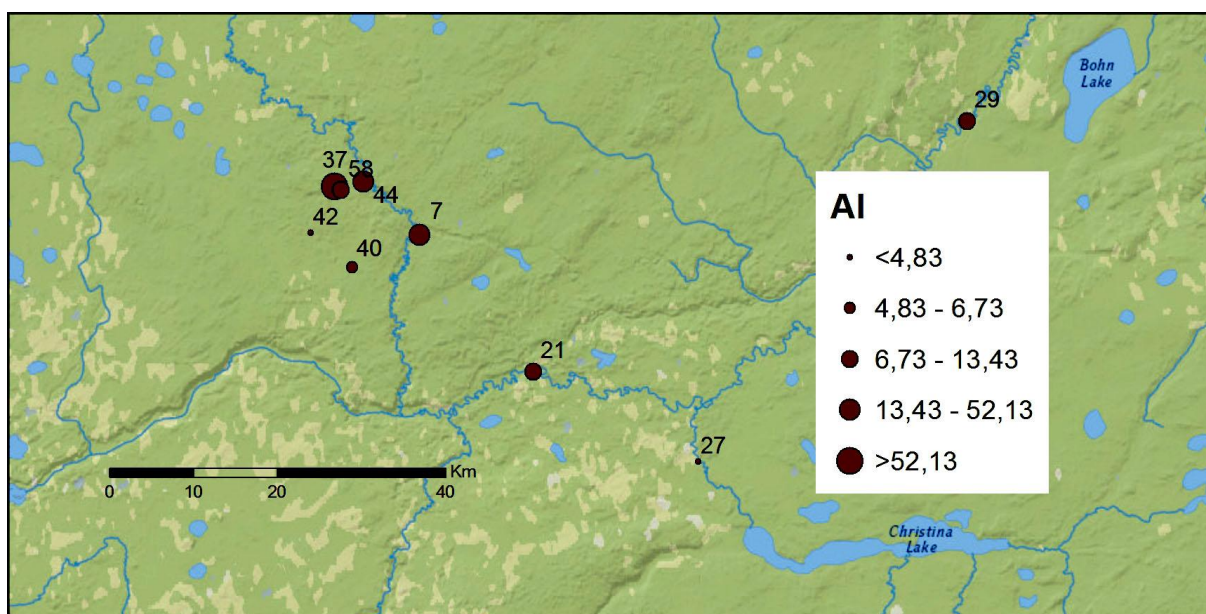 Bohn
Lake
29
37
58
44
42
7
40
Al
<4,83
4,83 - 6,73
6,73 - 13,43
13,43 - 52,13
>52,13
21
27
Km
0 10 20 40
Christina
Lake